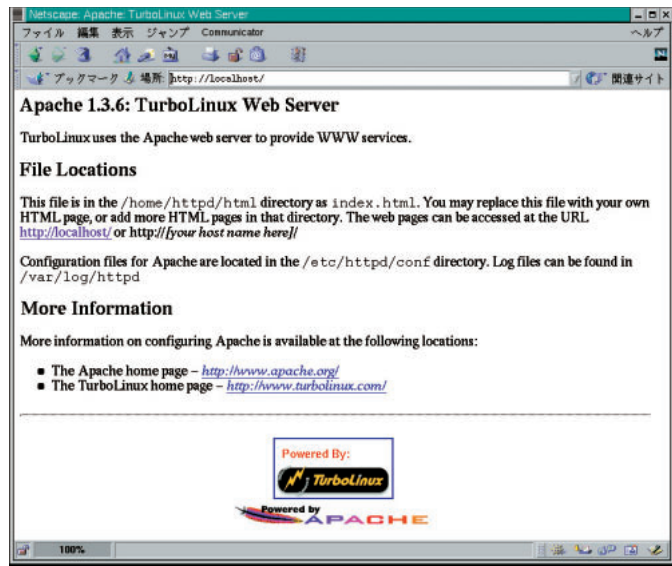 Netscape: Apache: TurboLinux Web Server
ファイル 編集 表示 ジャンプ Communicator ヘルプ
ブックマーク 場所: http://localhost/ 関連サイト
Apache 1.3.6: TurboLinux Web Server
TurboLinux uses the Apache web server to provide WWW services.
File Locations
This file is in the /home/httpd/html directory as index.html. You may replace this file with your own
HTML page, or add more HTML pages in that directory. The web pages can be accessed at the URL
http://localhost/ or http://[your host name here]/
Configuration files for Apache are located in the /etc/httpd/conf directory. Log files can be found in
/var/log/httpd
More Information
More information on configuring Apache is available at the following locations:
The Apache home page – http://www.apache.org/
The TurboLinux home page – http://www.turbolinux.com/
Powered By:
TurboLinux
Powered by
APACHE
100%